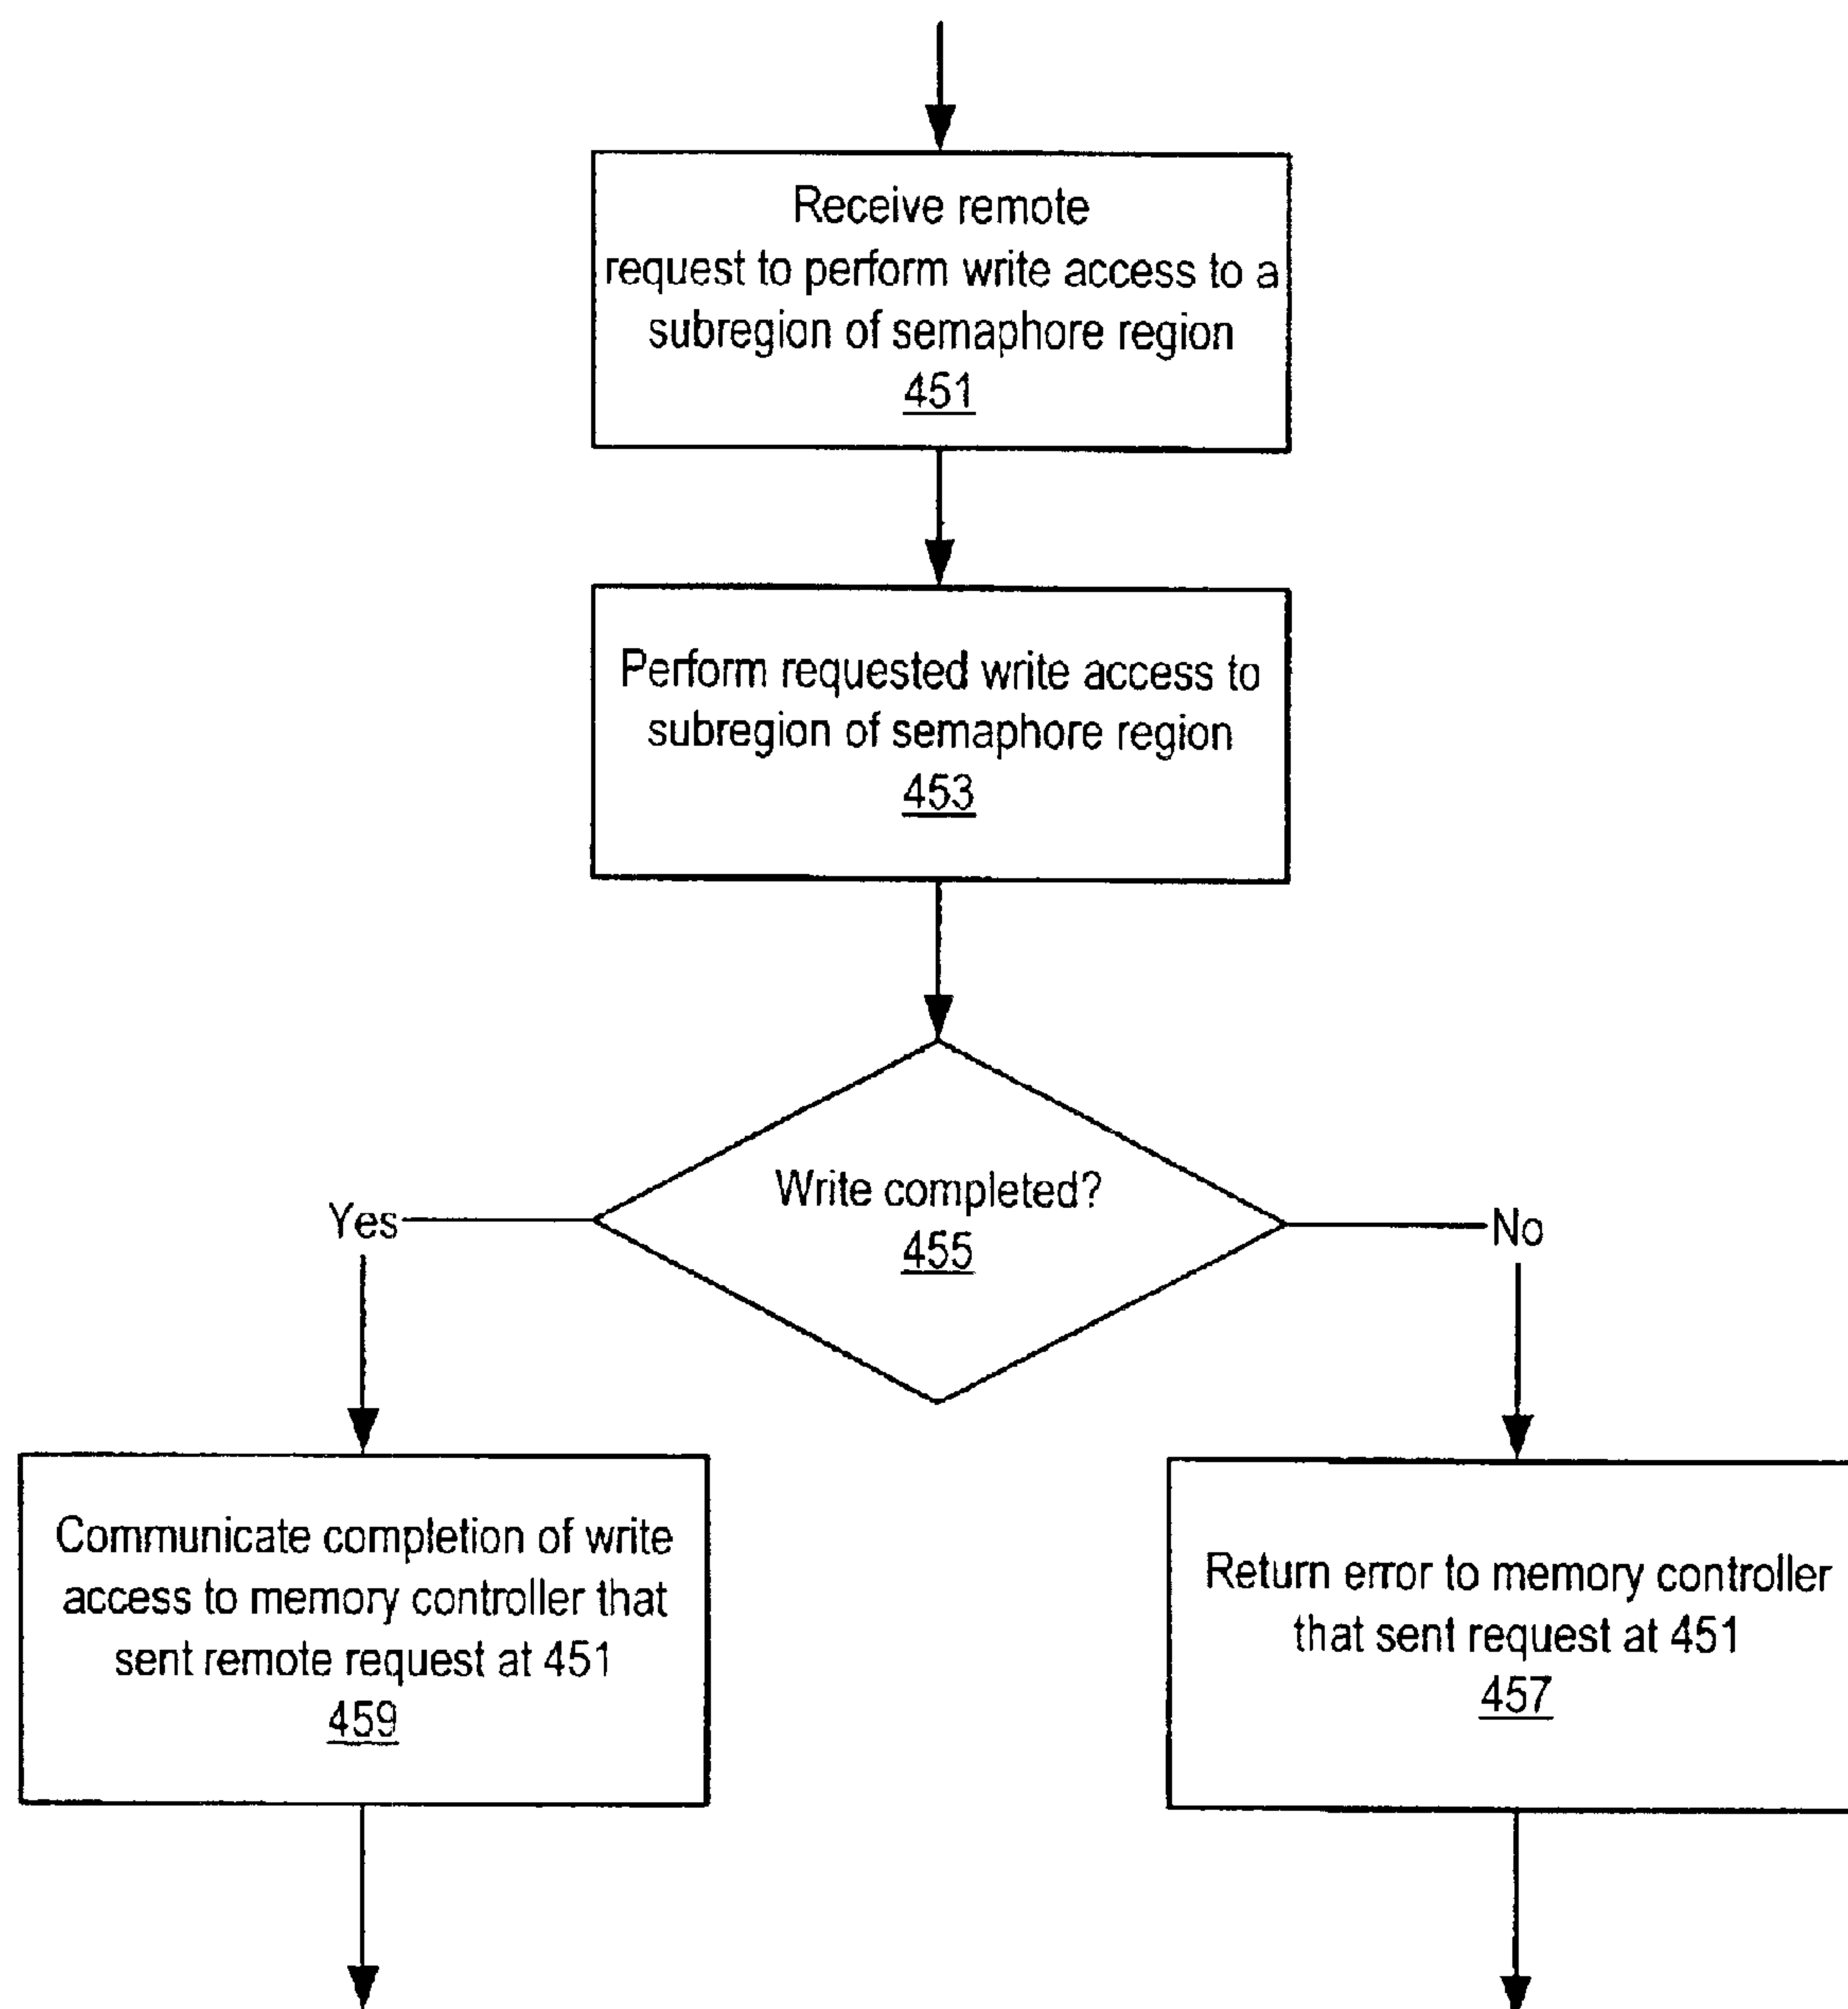 Receive remote
request to perform write access to a
subregion of semaphore region
451
Perform requested write access to
subregion of semaphore region
453
Write completed?
455
Yes
No
Communicate completion of write
access to memory controller that
sent remote request at 451
459
Return error to memory controller
that sent request at 451
457